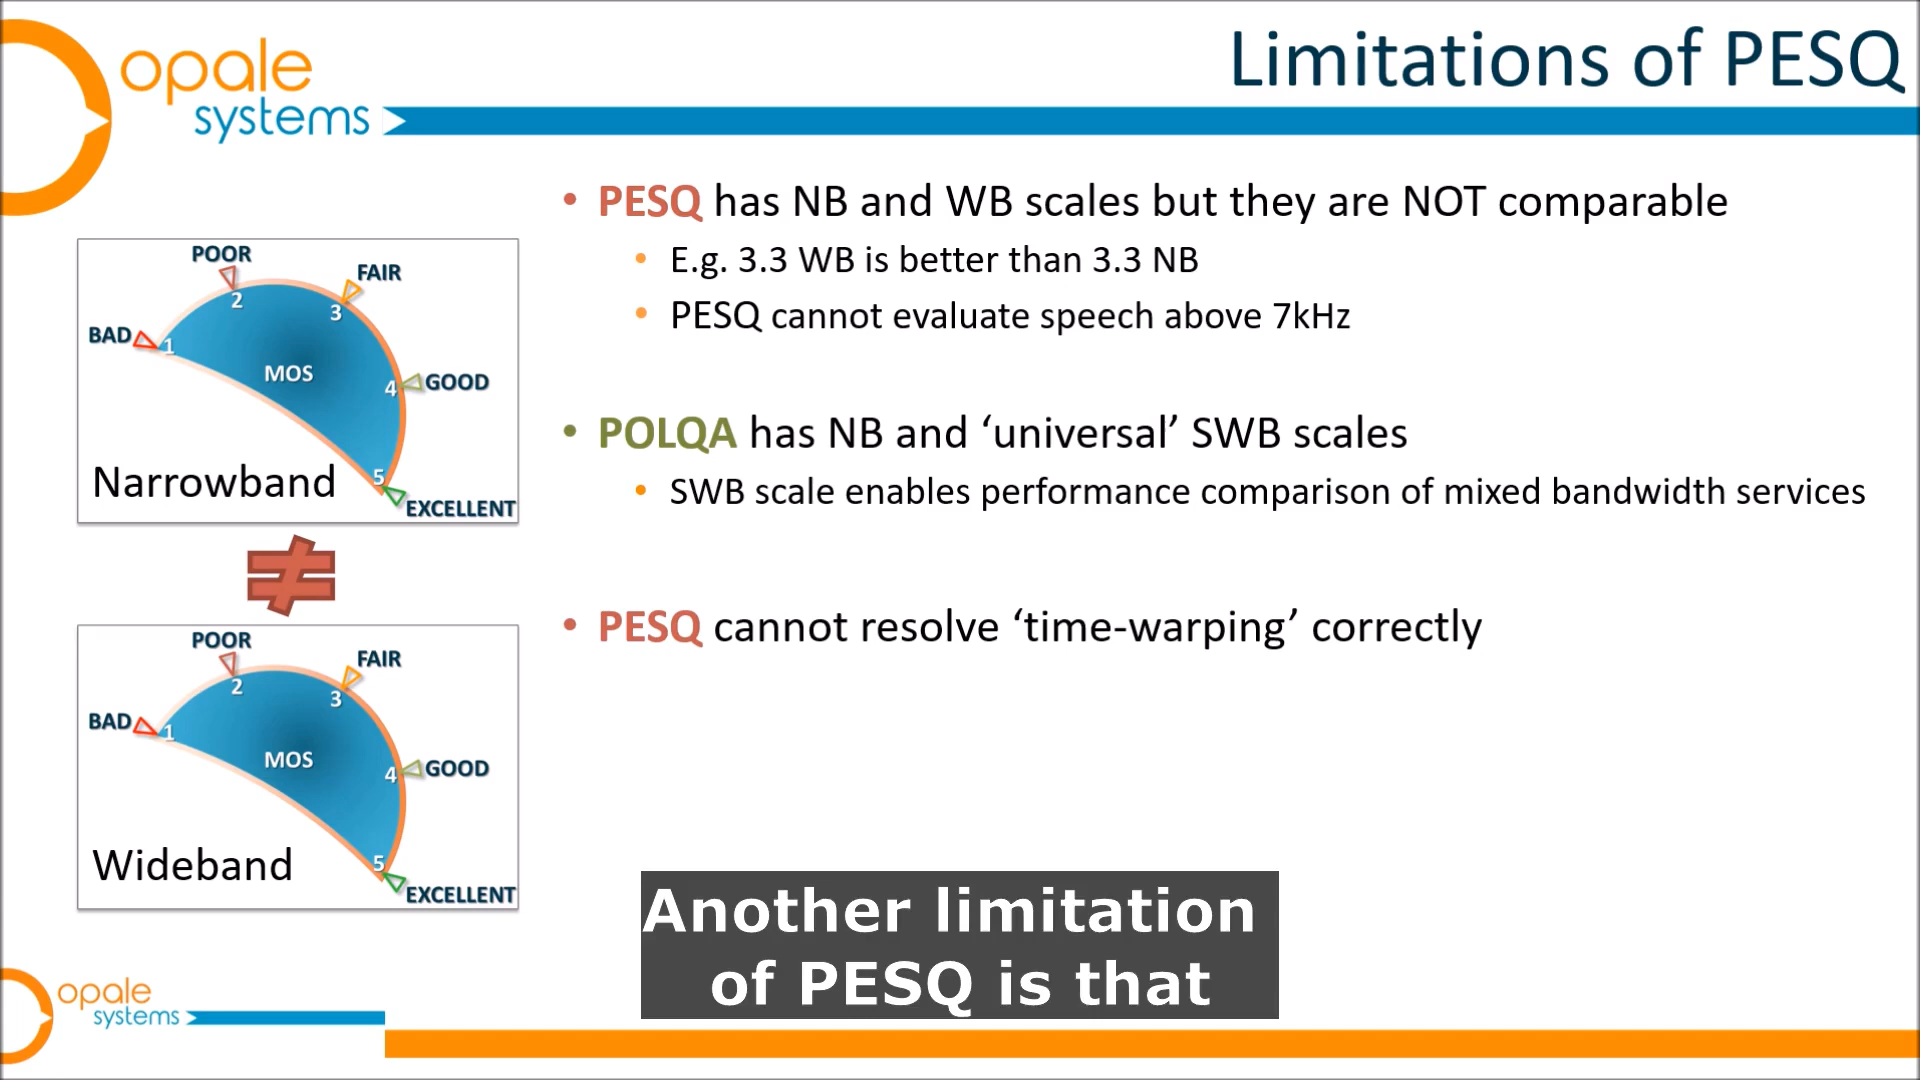 opale
systems
Limitations of PESQ
• PESQ has NB and WB scales but they are NOT comparable
• E.g. 3.3 WB is better than 3.3 NB
• PESQ cannot evaluate speech above 7kHz
• POLQA has NB and ‘universal’ SWB scales
• SWB scale enables performance comparison of mixed bandwidth services
• PESQ cannot resolve ‘time-warping’ correctly
POOR
FAIR
2
3
BAD
1
MOS
4
GOOD
5
Narrowband
EXCELLENT
≠
POOR
FAIR
2
3
BAD
1
MOS
4
GOOD
5
Wideband
EXCELLENT
Another limitation
of PESQ is that
opale
systems